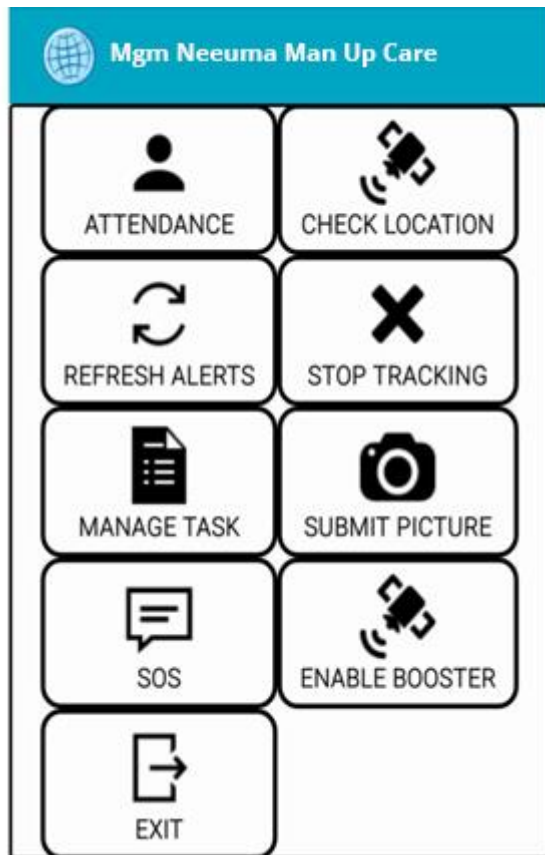 Mgm Neeuma Man Up Care
ATTENDANCE
CHECK LOCATION
REFRESH ALERTS
STOP TRACKING
MANAGE TASK
SUBMIT PICTURE
SOS
ENABLE BOOSTER
EXIT